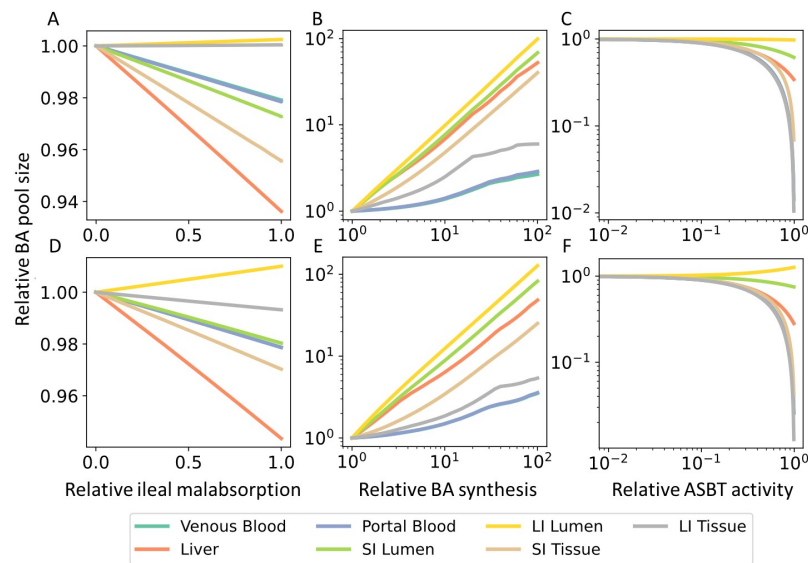 A B C
1.00
0.98
0.96
0.94
0.0 0.5 1.0
10² 10¹ 10⁰
10⁰ 10¹ 10²
10⁰ 10⁻¹ 10⁻²
10⁻² 10⁻¹ 10⁰
Relative BA pool size
D E F
1.00
0.98
0.96
0.0 0.5 1.0
10² 10¹ 10⁰
10⁰ 10¹ 10²
10⁰ 10⁻¹
10⁻² 10⁻¹ 10⁰
Relative ileal malabsorption Relative BA synthesis Relative ASBT activity
Venous Blood Portal Blood LI Lumen LI Tissue
Liver SI Lumen SI Tissue